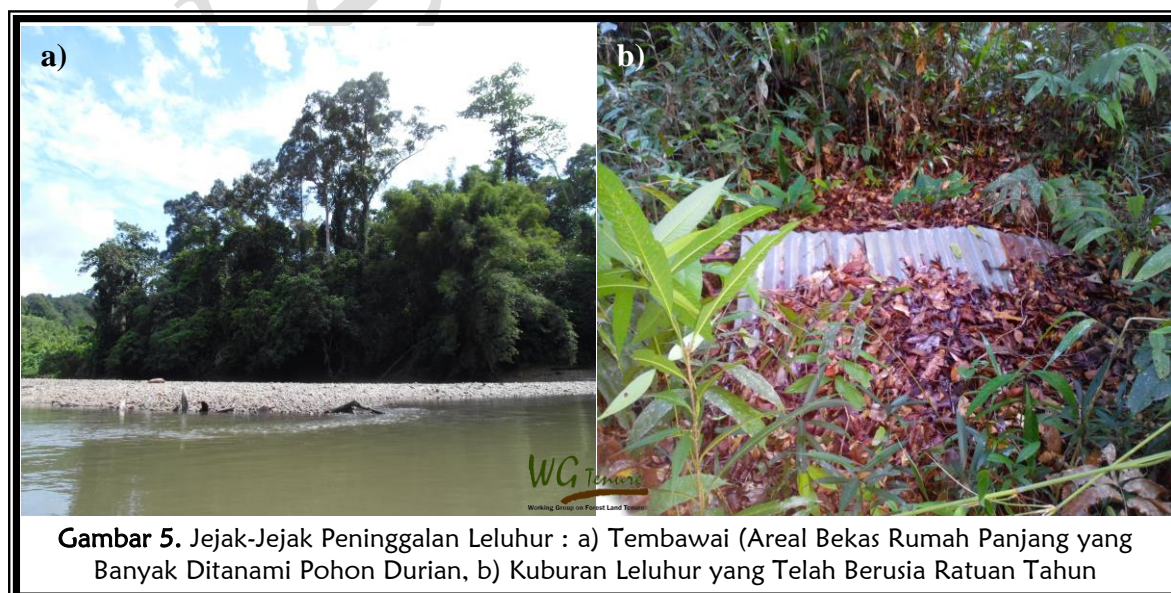 a)
b)
WG Tenure
Working Group on Forest Land Tenure
Gambar 5. Jejak-Jejak Peninggalan Leluhur : a) Tembawai (Areal Bekas Rumah Panjang yang
Banyak Ditanami Pohon Durian, b) Kuburan Leluhur yang Telah Berusia Ratuan Tahun